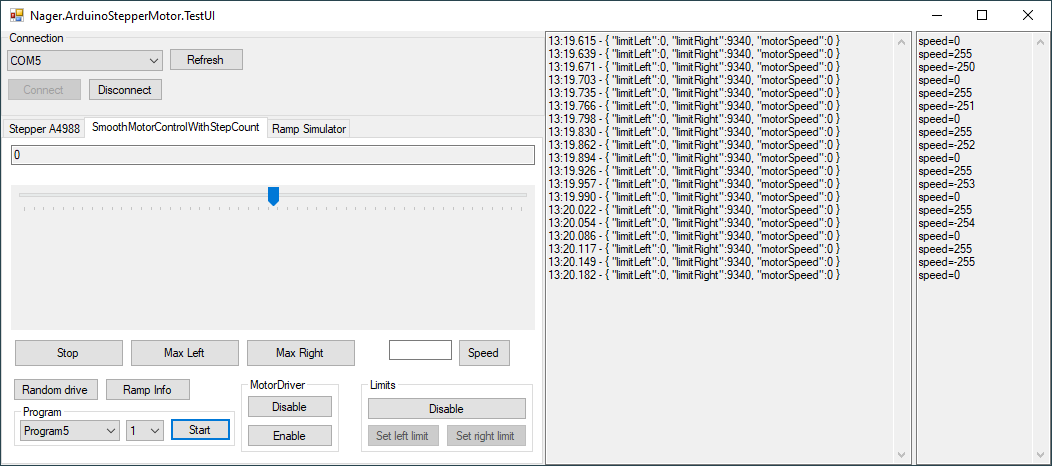 Nager.ArduinoStepperMotor.TestUI
Connection
COM5 Refresh
Connect Disconnect
Stepper A4988 SmoothMotorControlWithStepCount Ramp Simulator
0
Stop Max Left Max Right Speed
Random drive Ramp Info
MotorDriver
Disable
Enable
Limits
Disable
Set left limit Set right limit
Program
Program5 1 Start
13:19.615 - { "limitLeft":0, "limitRight":9340, "motorSpeed":0 }
13:19.639 - { "limitLeft":0, "limitRight":9340, "motorSpeed":0 }
13:19.671 - { "limitLeft":0, "limitRight":9340, "motorSpeed":0 }
13:19.703 - { "limitLeft":0, "limitRight":9340, "motorSpeed":0 }
13:19.735 - { "limitLeft":0, "limitRight":9340, "motorSpeed":0 }
13:19.766 - { "limitLeft":0, "limitRight":9340, "motorSpeed":0 }
13:19.798 - { "limitLeft":0, "limitRight":9340, "motorSpeed":0 }
13:19.830 - { "limitLeft":0, "limitRight":9340, "motorSpeed":0 }
13:19.862 - { "limitLeft":0, "limitRight":9340, "motorSpeed":0 }
13:19.894 - { "limitLeft":0, "limitRight":9340, "motorSpeed":0 }
13:19.926 - { "limitLeft":0, "limitRight":9340, "motorSpeed":0 }
13:19.957 - { "limitLeft":0, "limitRight":9340, "motorSpeed":0 }
13:19.990 - { "limitLeft":0, "limitRight":9340, "motorSpeed":0 }
13:20.022 - { "limitLeft":0, "limitRight":9340, "motorSpeed":0 }
13:20.054 - { "limitLeft":0, "limitRight":9340, "motorSpeed":0 }
13:20.086 - { "limitLeft":0, "limitRight":9340, "motorSpeed":0 }
13:20.117 - { "limitLeft":0, "limitRight":9340, "motorSpeed":0 }
13:20.149 - { "limitLeft":0, "limitRight":9340, "motorSpeed":0 }
13:20.182 - { "limitLeft":0, "limitRight":9340, "motorSpeed":0 }
speed=0
speed=255
speed=-250
speed=0
speed=255
speed=-251
speed=0
speed=255
speed=-252
speed=0
speed=255
speed=-253
speed=0
speed=255
speed=-254
speed=0
speed=255
speed=-255
speed=0